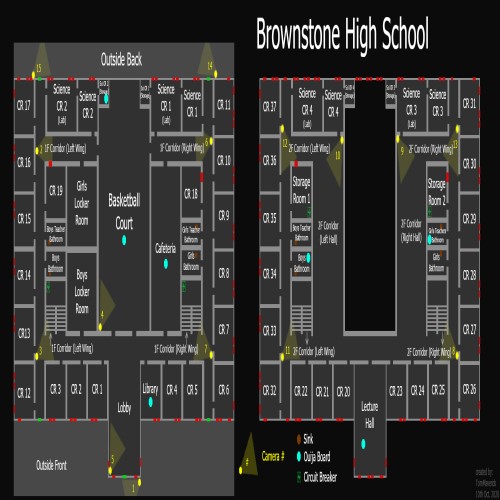 Brownstone High School
Outside Back
15
14
CR 17
Science
CR 2
(Lab)
Science
CR 2
Science
CR 1
(Lab)
Science
CR 1
CR 11
CR 16
3
1F Corridor (Left Wing)
1F Corridor (Right Wing)
6
CR 10
CR 19
Girls
Locker
Room
CR 18
CR 15
Boys Teacher
Bathroom
Basketball
Court
Girls Teacher
Bathroom
CR 9
CR 14
Boys
Bathroom
Boys
Locker
Room
Cafeteria
Girls
Bathroom
CR 8
CR13
4
CR 7
1F Corridor (Left Wing)
1F Corridor (Right Wing)
7
CR 12
CR 3
CR 2
CR 1
Lobby
Library
CR 4
CR 5
CR 6
Outside Front
5
1
CR 37
Science
CR 4
(Lab)
Science
CR 4
Science
CR 3
(Lab)
Science
CR 3
CR 31
12
10
9
13
CR 36
2F Corridor (Left Wing)
2F Corridor (Right Wing)
CR 30
Storage
Room 1
Storage
Room 2
CR 35
Boys Teacher
Bathroom
2F Corridor
(Left Hall)
2F Corridor
(Right Hall)
Girls Teacher
Bathroom
CR 29
CR 34
Boys
Bathroom
Girls
Bathroom
CR 28
CR 33
CR 27
11
2F Corridor (Left Wing)
2F Corridor (Right Wing)
8
CR 32
CR 22
CR 21
CR 20
Lecture
Hall
CR 23
CR 24
CR 25
CR 26
#
Camera #
Sink
Ouija Board
Circuit Breaker
created by: